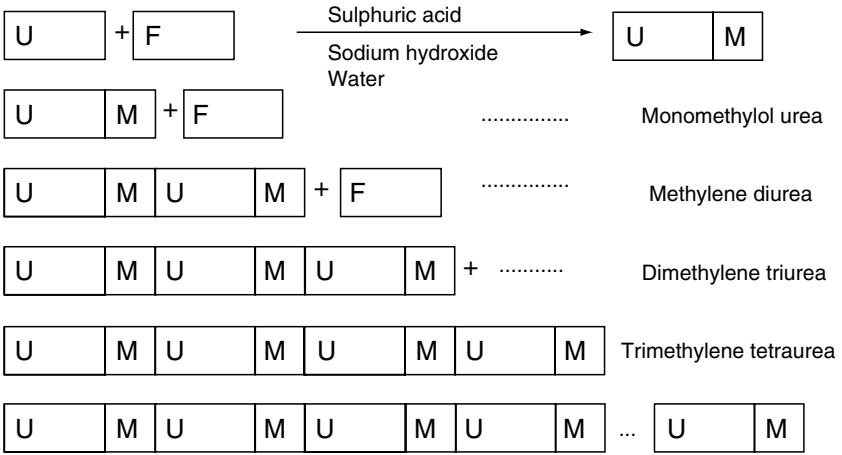 U + F Sulphuric acid U M
Sodium hydroxide
Water
U M + F ............... Monomethylol urea
U M U M + F ............... Methylene diurea
U M U M U M + ........... Dimethylene triurea
U M U M U M U M Trimethylene tetraurea
U M U M U M U M ... U M